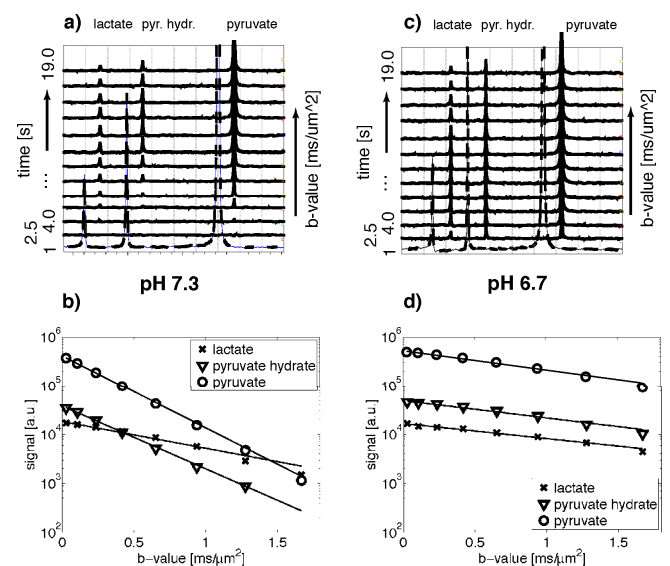 a)
lactate pyr. hydr. pyruvate
19.0
time [s]
...
4.0
2.5
1
b-value [ms/um^2]
c)
lactate pyr. hydr. pyruvate
19.0
time [s]
...
4.0
2.5
1
b-value [ms/um^2]
pH 7.3
pH 6.7
b)
lactate
pyruvate hydrate
pyruvate
signal [a.u.]
10^6
10^5
10^4
10^3
10^2
0 0.5 1 1.5
b-value [ms/μm²]
d)
signal [a.u.]
10^6
10^5
10^4
10^3
10^2
lactate
pyruvate hydrate
pyruvate
0 0.5 1 1.5
b-value [ms/μm²]